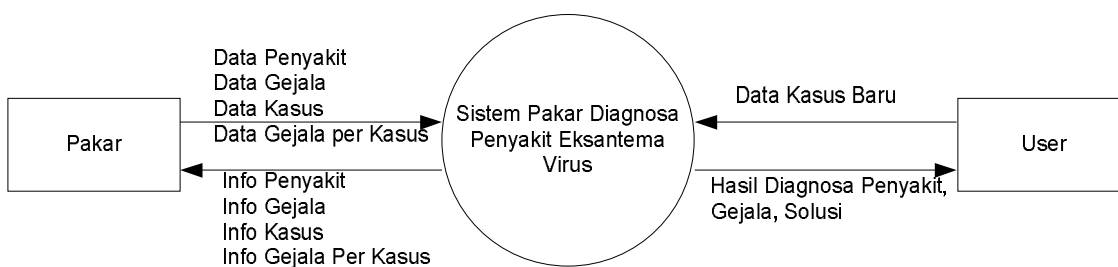 Pakar
Data Penyakit
Data Gejala
Data Kasus
Data Gejala per Kasus
Info Penyakit
Info Gejala
Info Kasus
Info Gejala Per Kasus
Sistem Pakar Diagnosa
Penyakit Eksantema
Virus
Data Kasus Baru
Hasil Diagnosa Penyakit,
Gejala, Solusi
User